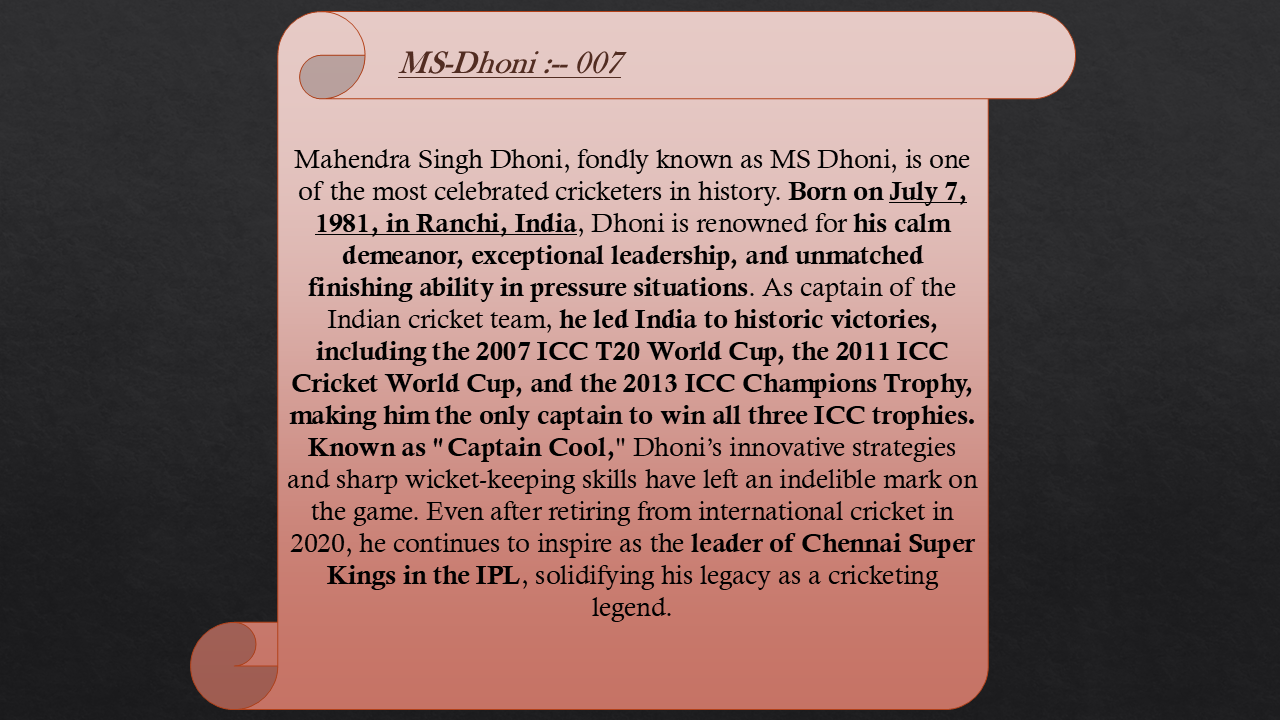 MS-Dhoni :-- 007
Mahendra Singh Dhoni, fondly known as MS Dhoni, is one
of the most celebrated cricketers in history. Born on July 7,
1981, in Ranchi, India, Dhoni is renowned for his calm
demeanor, exceptional leadership, and unmatched
finishing ability in pressure situations. As captain of the
Indian cricket team, he led India to historic victories,
including the 2007 ICC T20 World Cup, the 2011 ICC
Cricket World Cup, and the 2013 ICC Champions Trophy,
making him the only captain to win all three ICC trophies.
Known as "Captain Cool," Dhoni’s innovative strategies
and sharp wicket-keeping skills have left an indelible mark on
the game. Even after retiring from international cricket in
2020, he continues to inspire as the leader of Chennai Super
Kings in the IPL, solidifying his legacy as a cricketing
legend.